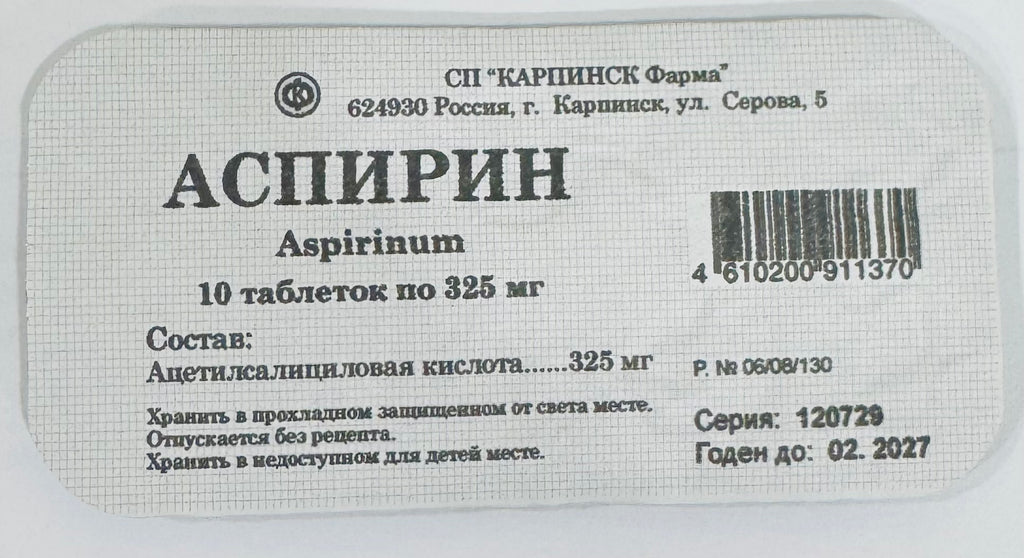 СП "КАРПИНСК Фарма"
624930 Россия, г. Карпинск, ул. Серова, 5
АСПИРИН
Aspirinum
10 таблеток по 325 мг
4 610200 911370
Состав:
Ацетилсалициловая кислота......325 мг
Р. № 06/08/130
Хранить в прохладном защищенном от света месте.
Отпускается без рецепта.
Хранить в недоступном для детей месте.
Серия: 120729
Годен до: 02. 2027